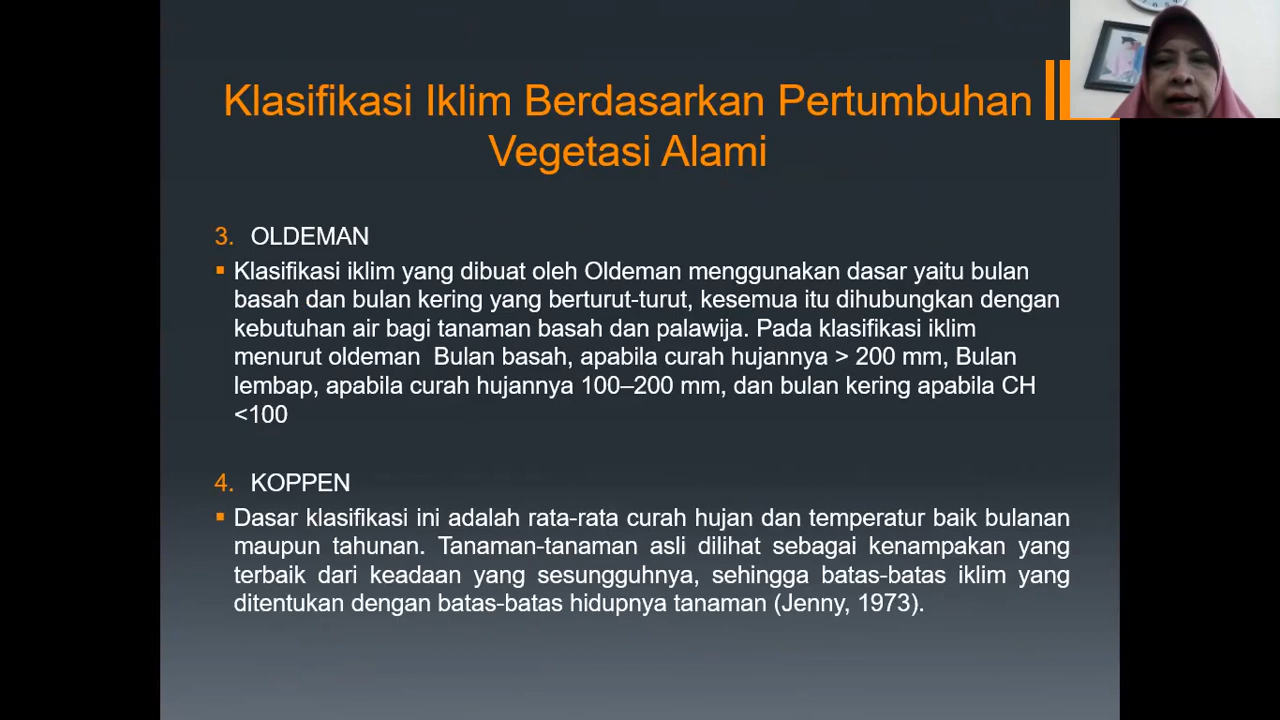 Klasifikasi Iklim Berdasarkan Pertumbuhan
Vegetasi Alami
3. OLDEMAN
▪ Klasifikasi iklim yang dibuat oleh Oldeman menggunakan dasar yaitu bulan
basah dan bulan kering yang berturut-turut, kesemua itu dihubungkan dengan
kebutuhan air bagi tanaman basah dan palawija. Pada klasifikasi iklim
menurut oldeman Bulan basah, apabila curah hujannya > 200 mm, Bulan
lembap, apabila curah hujannya 100–200 mm, dan bulan kering apabila CH
<100
4. KOPPEN
▪ Dasar klasifikasi ini adalah rata-rata curah hujan dan temperatur baik bulanan
maupun tahunan. Tanaman-tanaman asli dilihat sebagai kenampakan yang
terbaik dari keadaan yang sesungguhnya, sehingga batas-batas iklim yang
ditentukan dengan batas-batas hidupnya tanaman (Jenny, 1973).